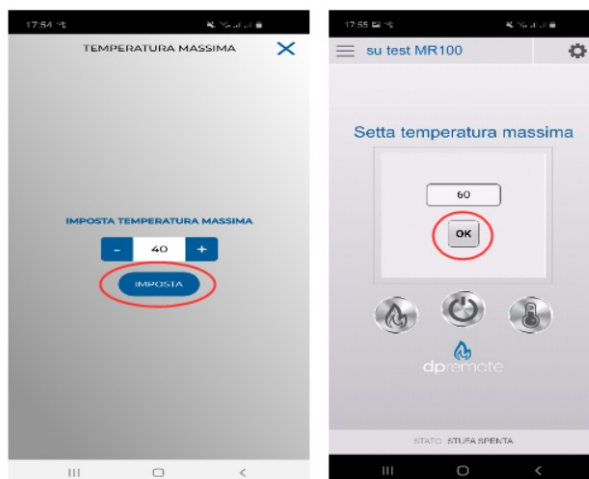 17:54
TEMPERATURA MASSIMA
IMPOSTA TEMPERATURA MASSIMA
- 40 +
IMPOSTA
17:55
su test MR100
Setta temperatura massima
60
OK
dpremote
STATO: STUFA SPENTA